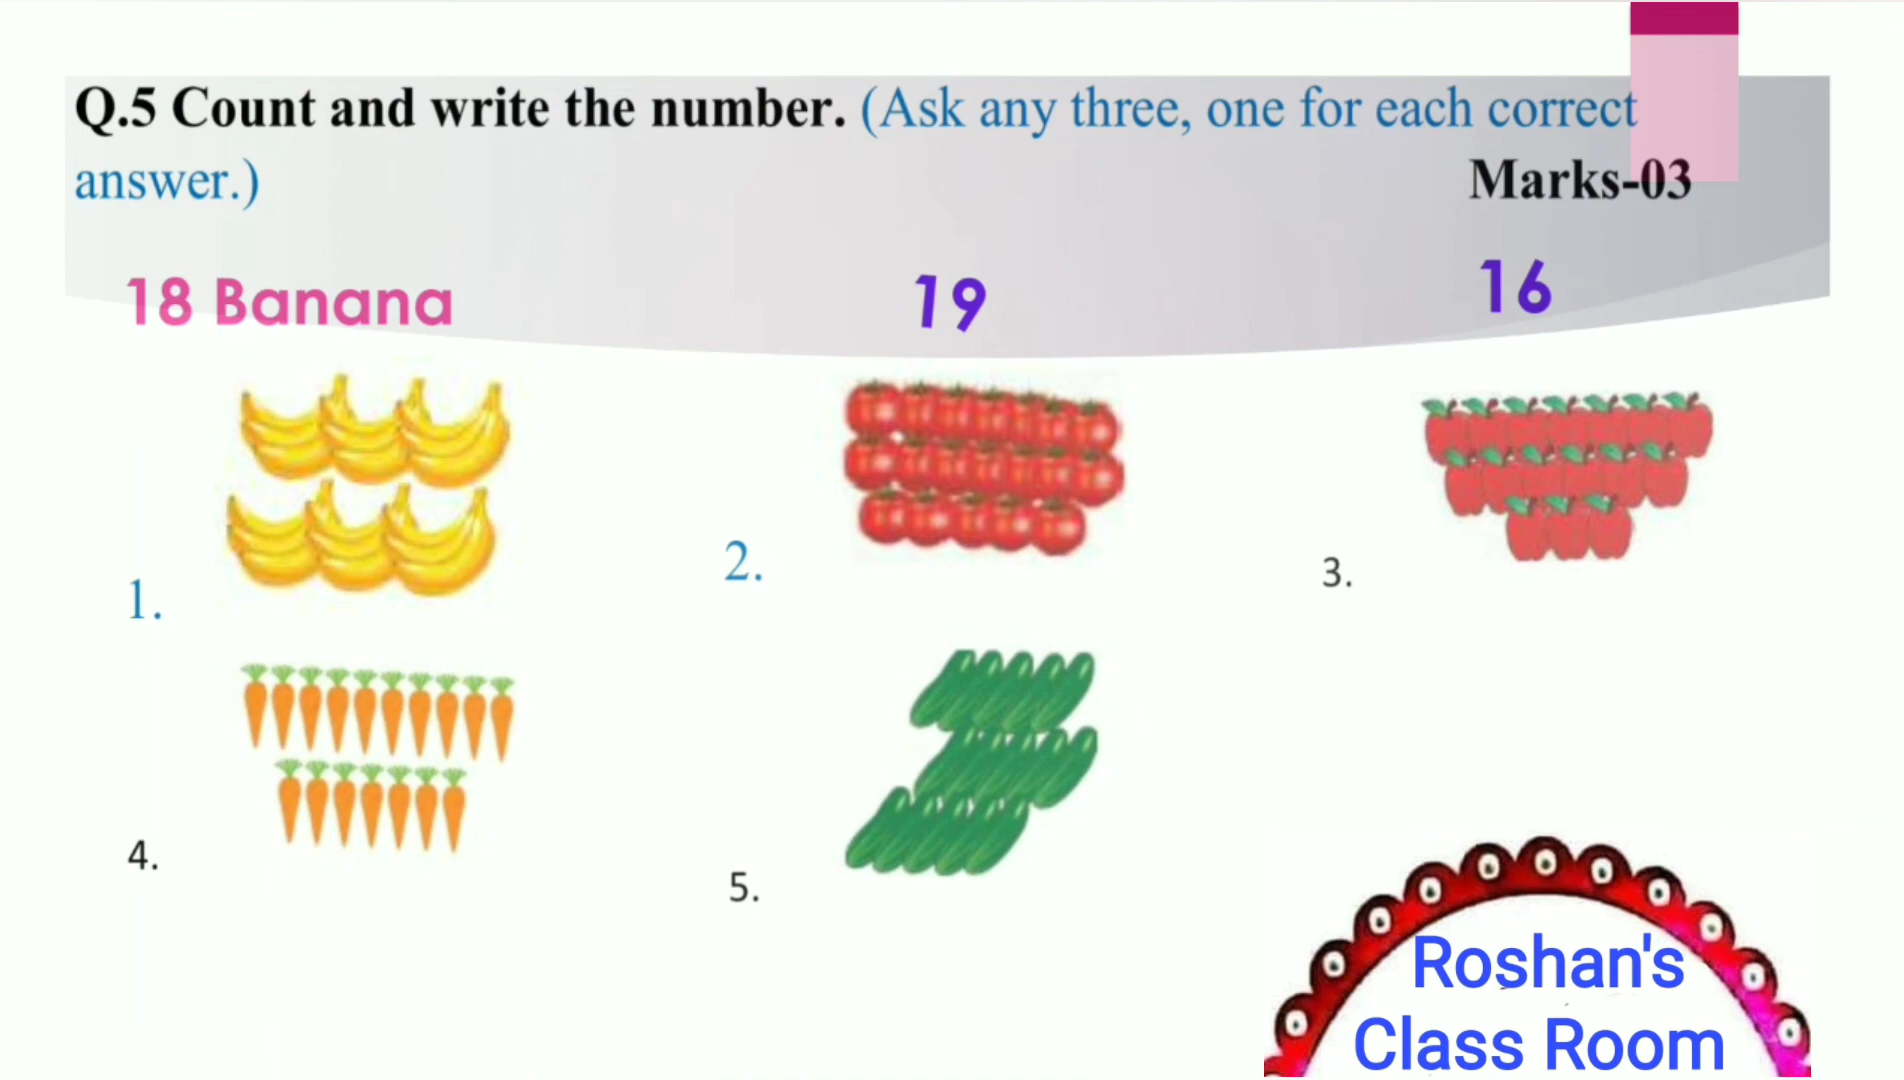 Q.5 Count and write the number. (Ask any three, one for each correct
answer.) Marks-03
18 Banana 19 16
1. 2. 3.
4. 5.
Roshan's
Class Room